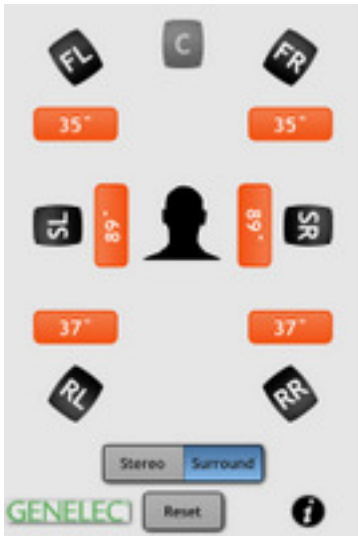 FL C FR
35° 35°
SL 89° 89° SR
37° 37°
RL RR
Stereo Surround
GENELEC Reset i